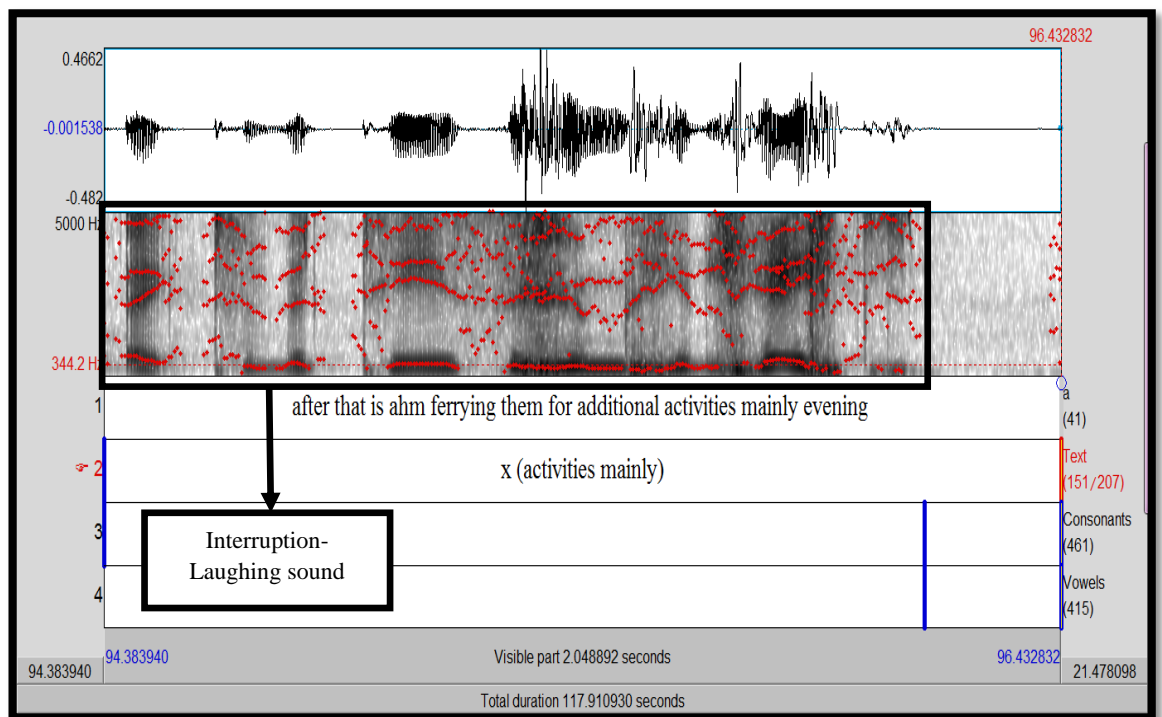 96.432832
0.4662
-0.001538
-0.482
5000 Hz
344.2 Hz
1 after that is ahm ferrying them for additional activities mainly evening
a
(41)
☞ 2 x (activities mainly)
Text
(151/207)
3
Consonants
(461)
Interruption-
Laughing sound
4
Vowels
(415)
94.383940 Visible part 2.048892 seconds 96.432832
94.383940 21.478098
Total duration 117.910930 seconds